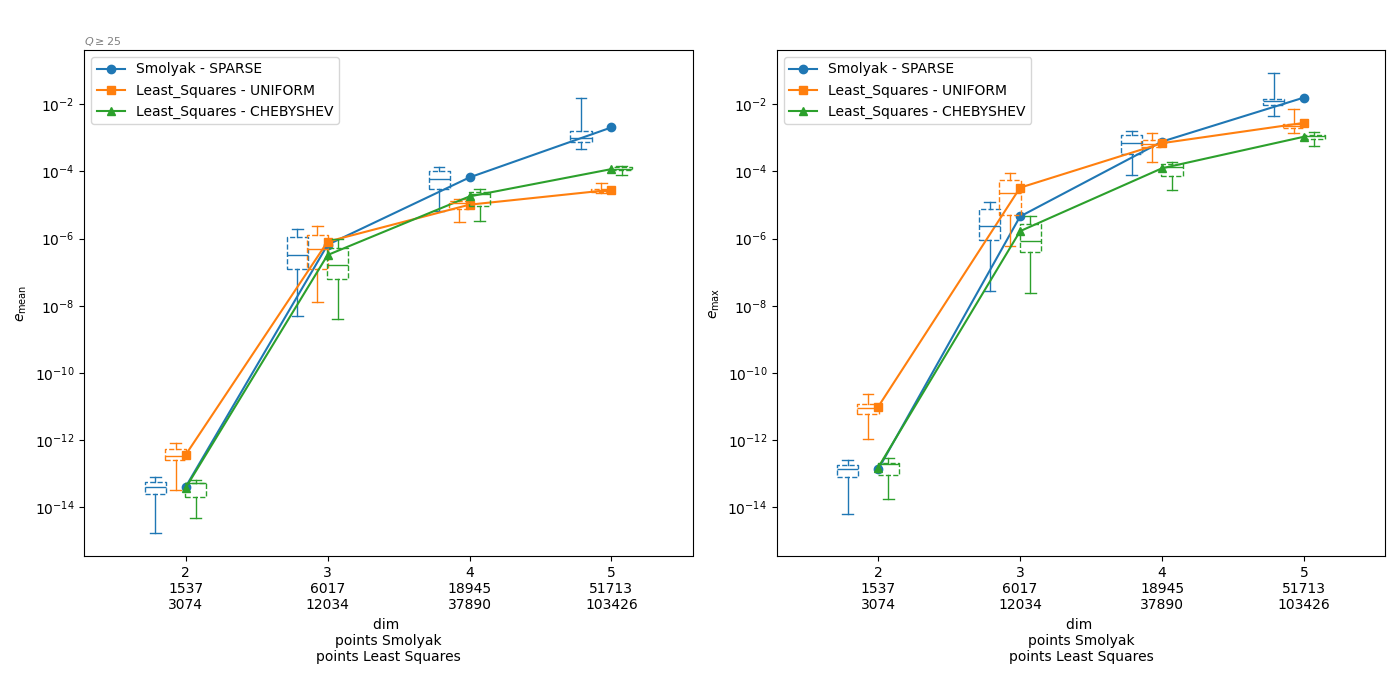 Q ≥ 25
Smolyak - SPARSE
Least_Squares - UNIFORM
Least_Squares - CHEBYSHEV
10⁻²
10⁻⁴
10⁻⁶
10⁻⁸
10⁻¹⁰
10⁻¹²
10⁻¹⁴
e_mean
2 3 4 5
1537 6017 18945 51713
3074 12034 37890 103426
dim
points Smolyak
points Least Squares
Smolyak - SPARSE
Least_Squares - UNIFORM
Least_Squares - CHEBYSHEV
10⁻²
10⁻⁴
10⁻⁶
10⁻⁸
10⁻¹⁰
10⁻¹²
10⁻¹⁴
e_max
2 3 4 5
1537 6017 18945 51713
3074 12034 37890 103426
dim
points Smolyak
points Least Squares